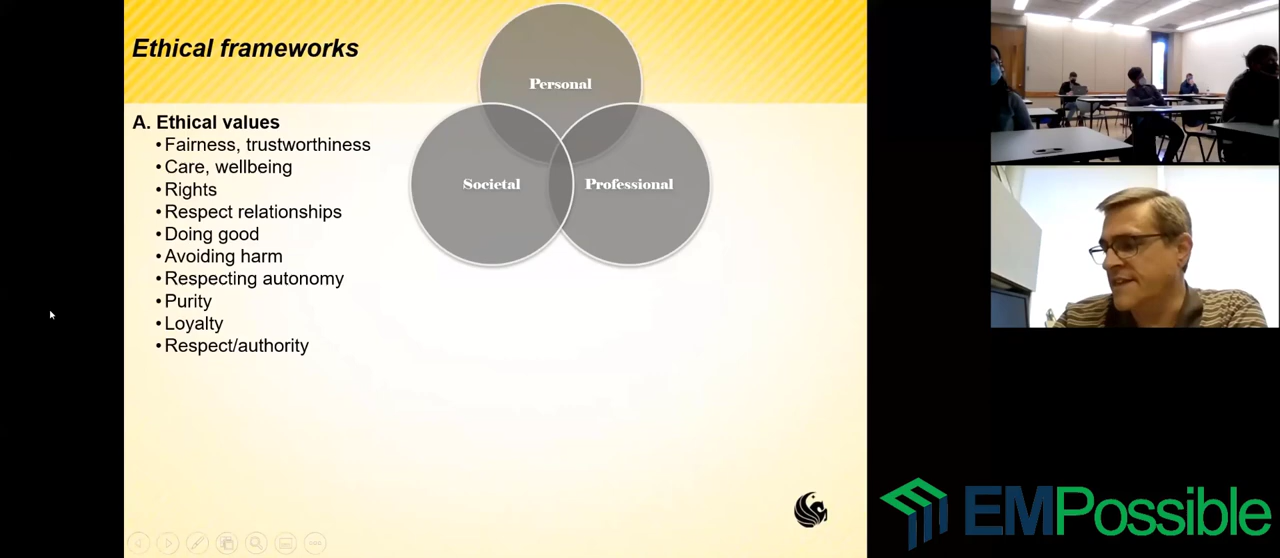 Ethical frameworks
Personal
Societal
Professional
A. Ethical values
•Fairness, trustworthiness
•Care, wellbeing
•Rights
•Respect relationships
•Doing good
•Avoiding harm
•Respecting autonomy
•Purity
•Loyalty
•Respect/authority
EMPossible